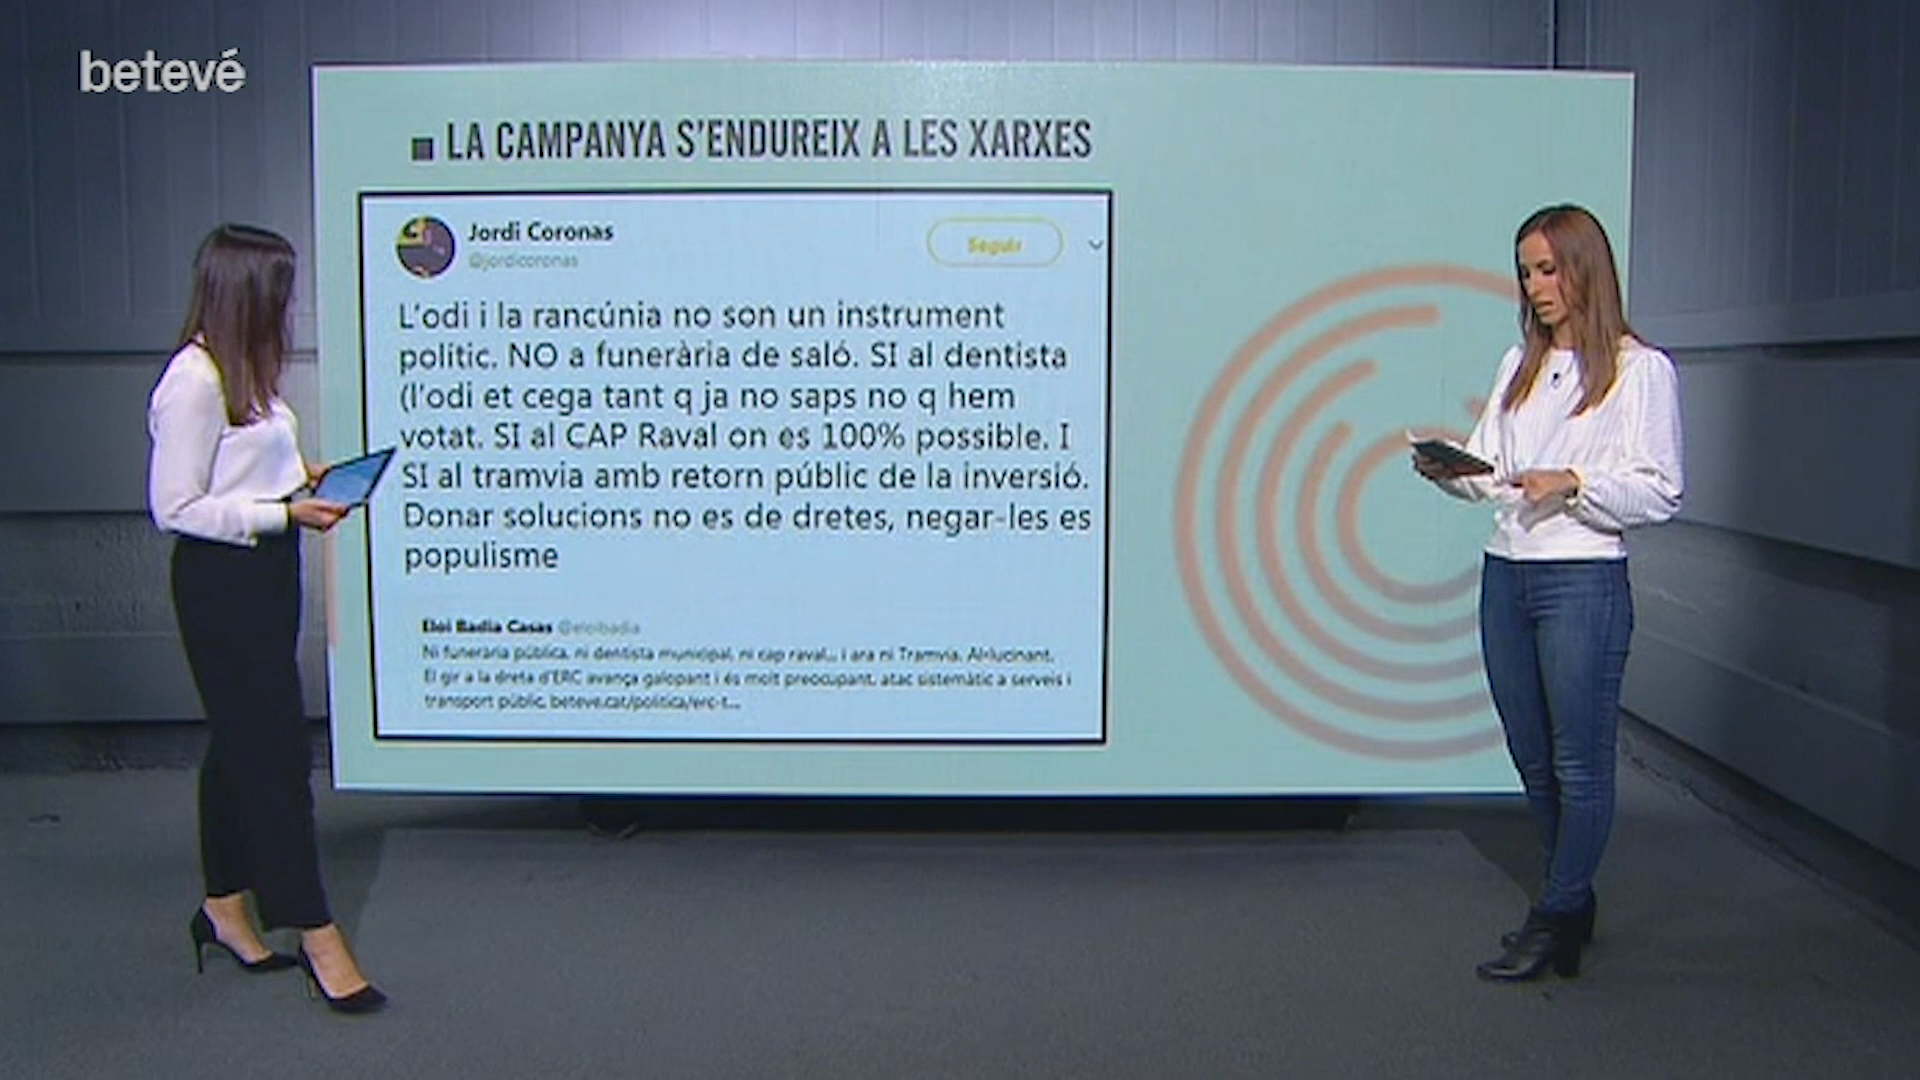 betevé
LA CAMPANYA S'ENDUREIX A LES XARXES
Jordi Coronas
@jordicoronas
Seguir
L'odi i la rancúnia no son un instrument
polític. NO a funerària de saló. SI al dentista
(l'odi et cega tant q ja no saps no q hem
votat. SI al CAP Raval on es 100% possible. I
SI al tramvia amb retorn públic de la inversió.
Donar solucions no es de dretes, negar-les es
populisme
Eloi Badia Casas @eloibadia
Ni funerària pública, ni dentista municipal, ni cap raval... i ara ni Tramvia. Al·lucinant.
El gir a la dreta d'ERC avança galopant i és molt preocupant, atac sistemàtic a serveis i
transport públic. beteve.cat/politica/erc-t...